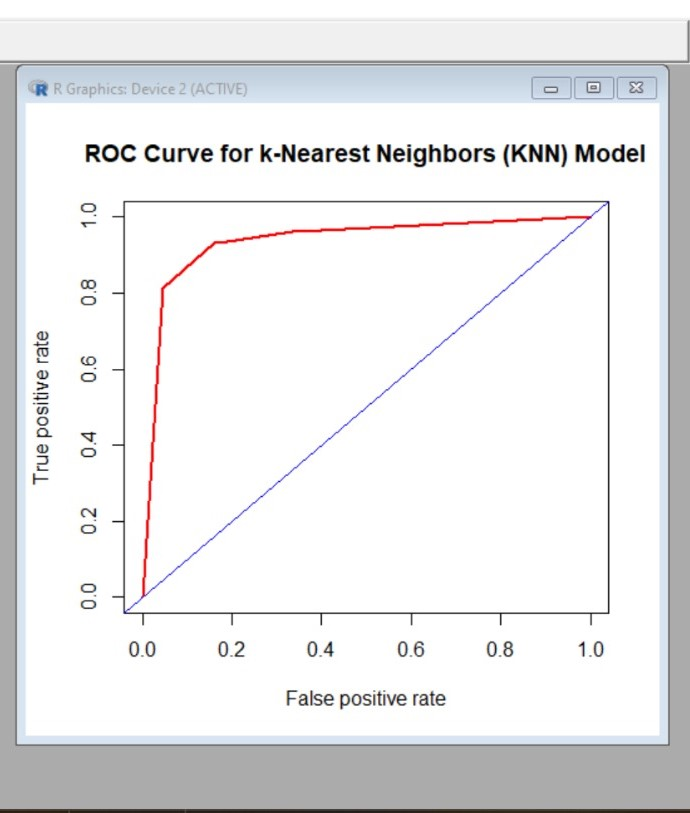 R Graphics: Device 2 (ACTIVE)
ROC Curve for k-Nearest Neighbors (KNN) Model
1.0
0.8
0.6
0.4
0.2
0.0
True positive rate
0.0 0.2 0.4 0.6 0.8 1.0
False positive rate